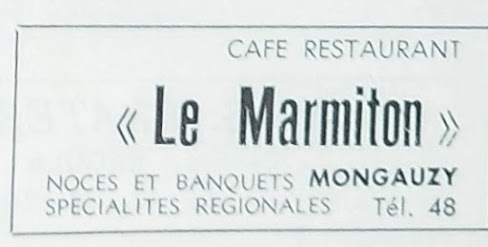 CAFE RESTAURANT
« Le Marmiton »
NOCES ET BANQUETS MONGAUZY
SPECIALITES REGIONALES Tél. 48